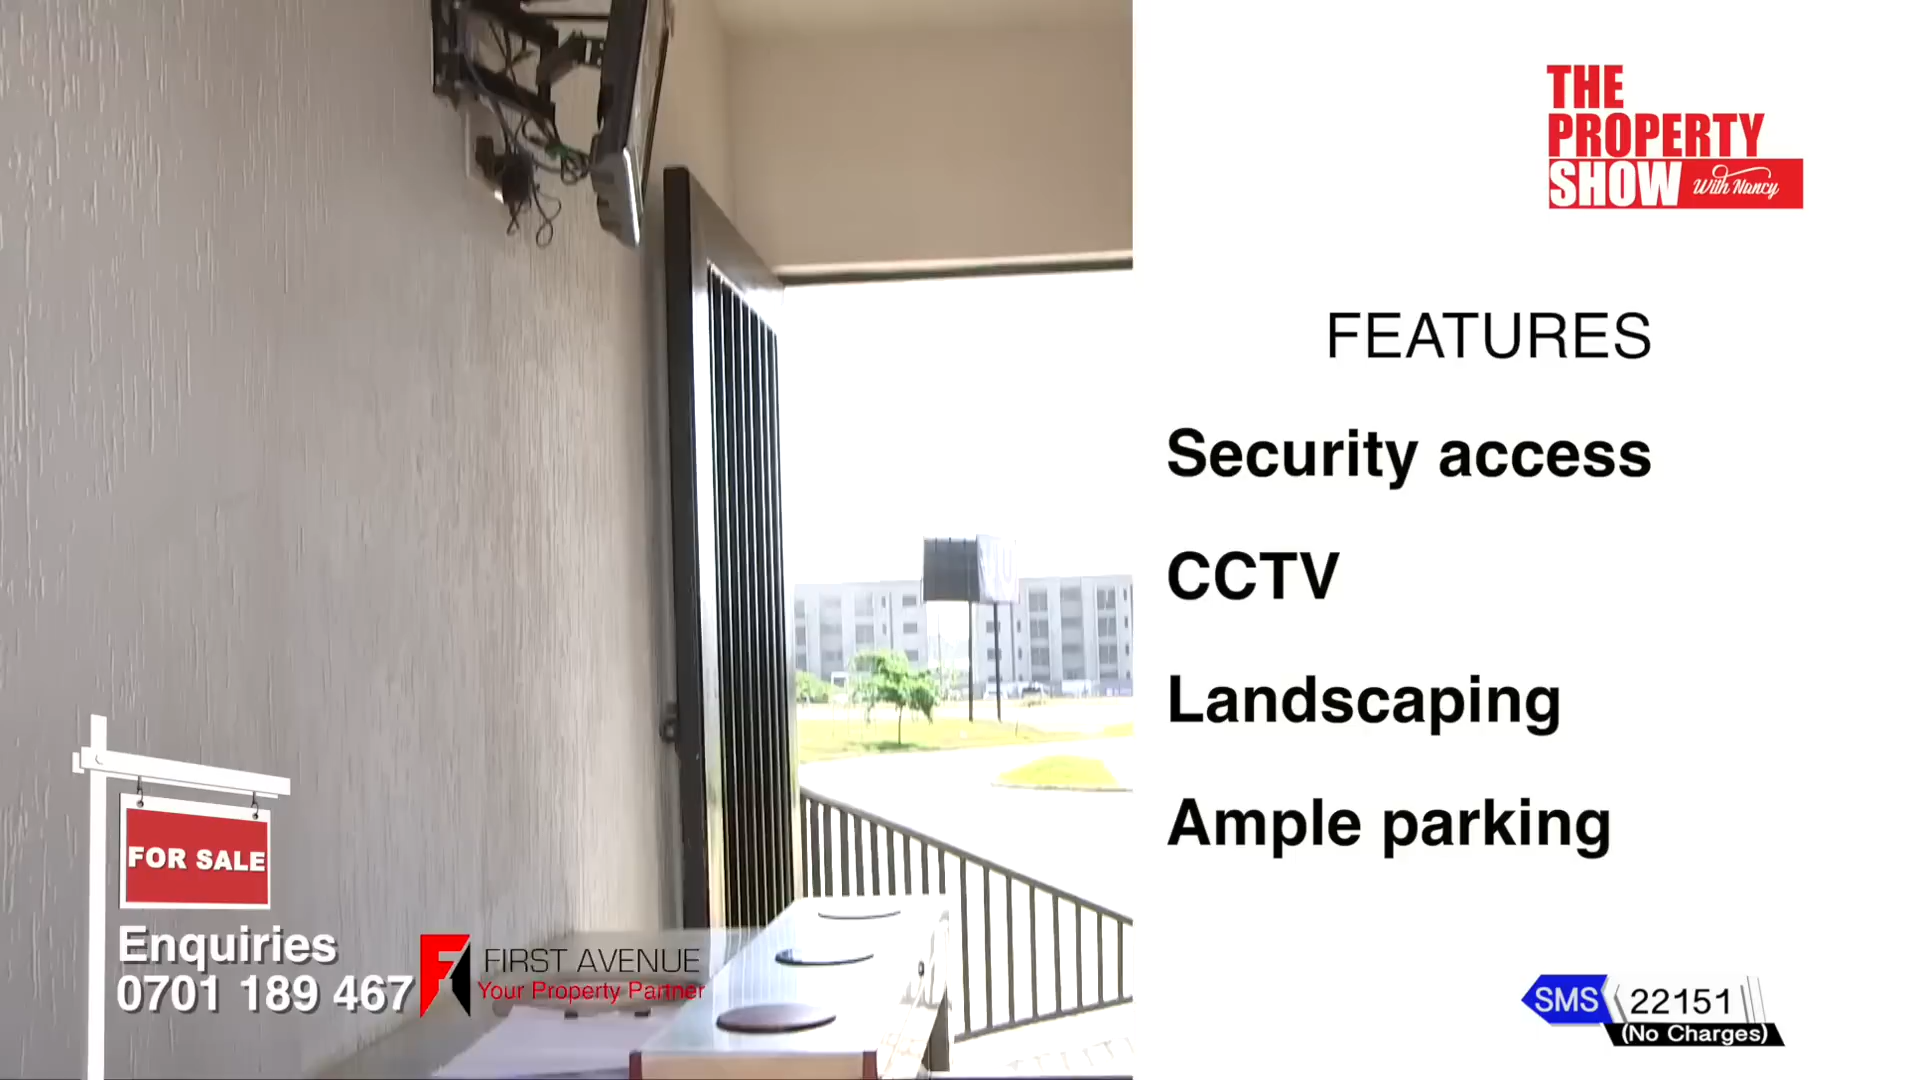 THE
PROPERTY
SHOW With Nancy
FEATURES
Security access
CCTV
Landscaping
Ample parking
FOR SALE
Enquiries
0701 189 467
FIRST AVENUE
Your Property Partner
SMS 22151
(No Charges)